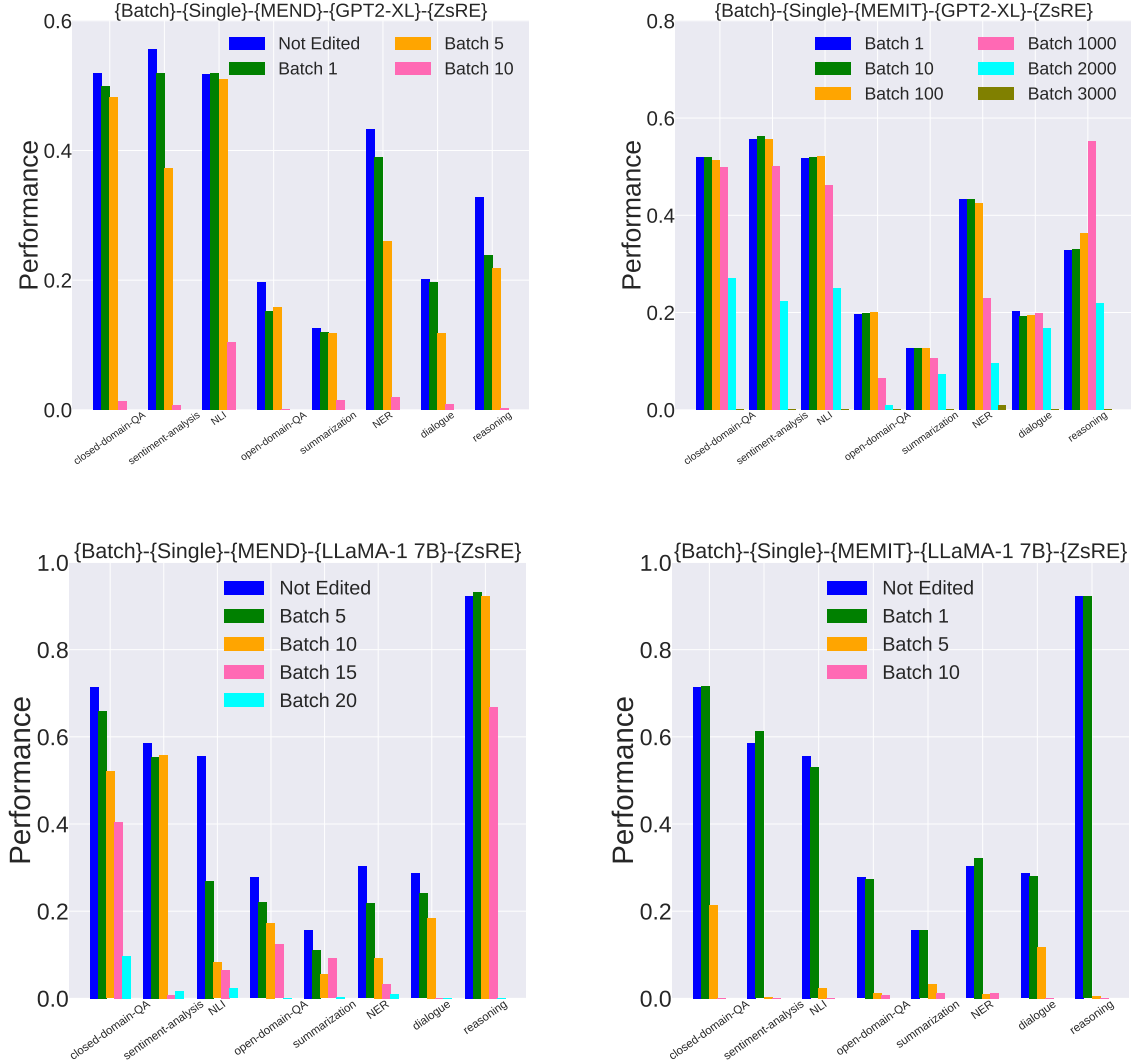 {Batch}-{Single}-{MEND}-{GPT2-XL}-{ZsRE}
Performance
0.6
0.4
0.2
0.0
Not Edited
Batch 1
Batch 5
Batch 10
closed-domain-QA
sentiment-analysis
NLI
open-domain-QA
summarization
NER
dialogue
reasoning
{Batch}-{Single}-{MEMIT}-{GPT2-XL}-{ZsRE}
Performance
0.8
0.6
0.4
0.2
0.0
Batch 1
Batch 10
Batch 100
Batch 1000
Batch 2000
Batch 3000
closed-domain-QA
sentiment-analysis
NLI
open-domain-QA
summarization
NER
dialogue
reasoning
{Batch}-{Single}-{MEND}-{LLaMA-1 7B}-{ZsRE}
Performance
1.0
0.8
0.6
0.4
0.2
0.0
Not Edited
Batch 5
Batch 10
Batch 15
Batch 20
closed-domain-QA
sentiment-analysis
NLI
open-domain-QA
summarization
NER
dialogue
reasoning
{Batch}-{Single}-{MEMIT}-{LLaMA-1 7B}-{ZsRE}
Performance
1.0
0.8
0.6
0.4
0.2
0.0
Not Edited
Batch 1
Batch 5
Batch 10
closed-domain-QA
sentiment-analysis
NLI
open-domain-QA
summarization
NER
dialogue
reasoning